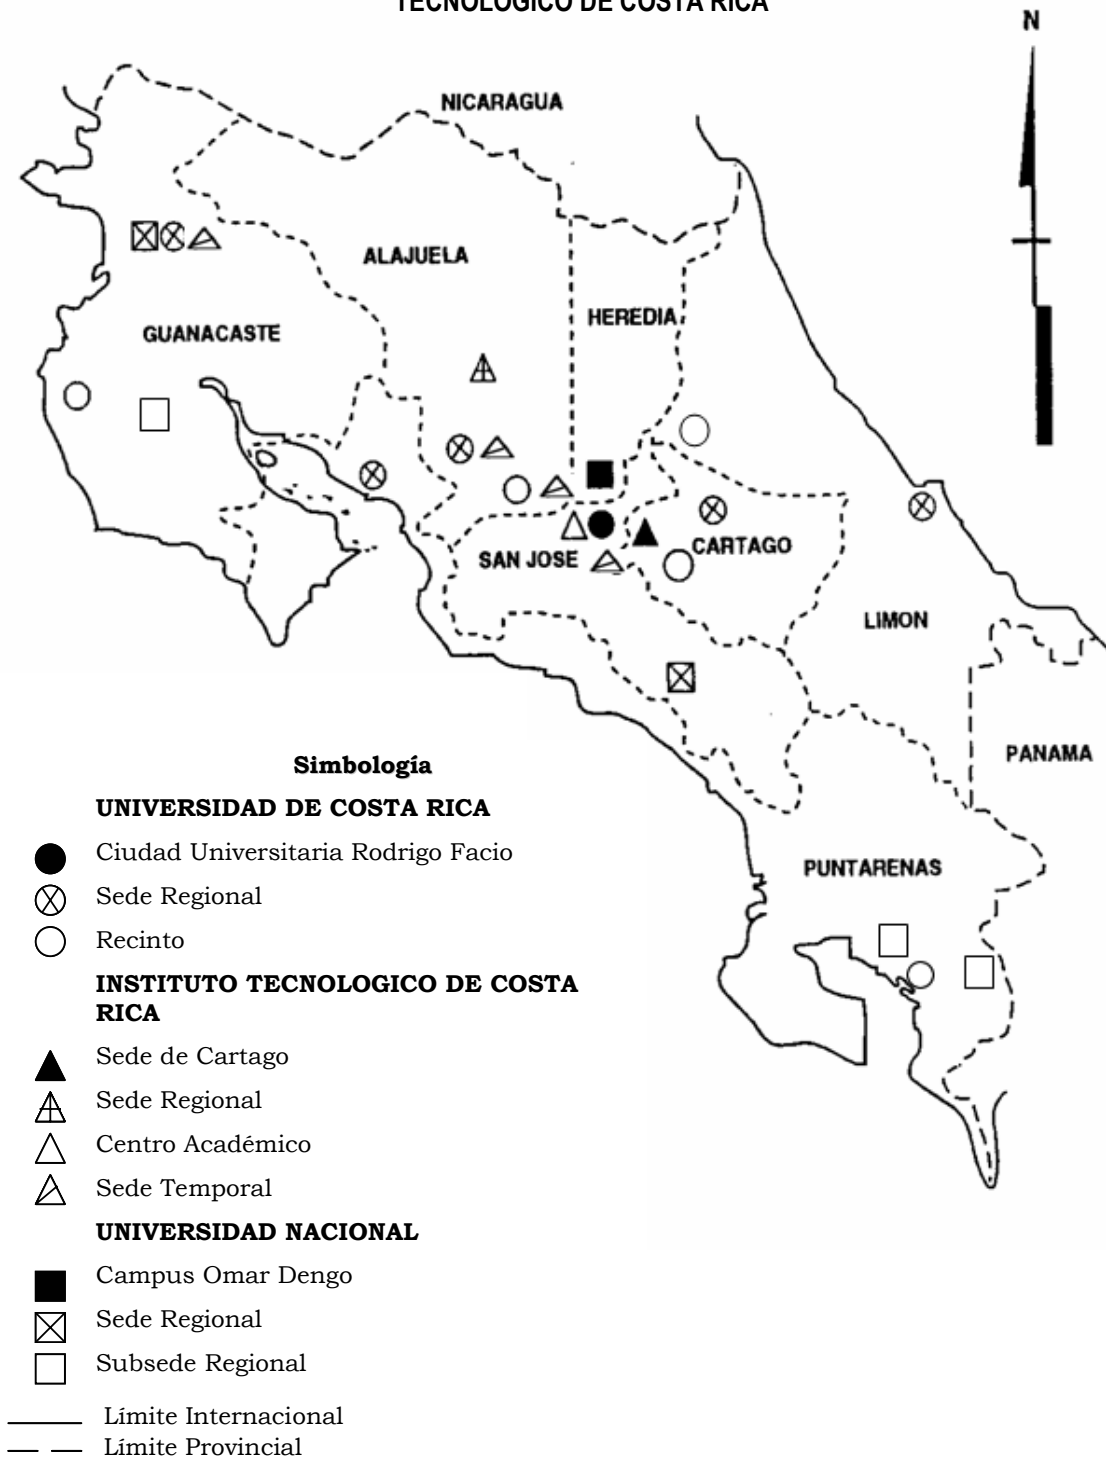 TECNOLOGICO DE COSTA RICA
N
NICARAGUA
ALAJUELA
HEREDIA
GUANACASTE
SAN JOSE
CARTAGO
LIMON
PANAMA
PUNTARENAS
Simbología
UNIVERSIDAD DE COSTA RICA
Ciudad Universitaria Rodrigo Facio
Sede Regional
Recinto
INSTITUTO TECNOLOGICO DE COSTA
RICA
Sede de Cartago
Sede Regional
Centro Académico
Sede Temporal
UNIVERSIDAD NACIONAL
Campus Omar Dengo
Sede Regional
Subsede Regional
Límite Internacional
Límite Provincial